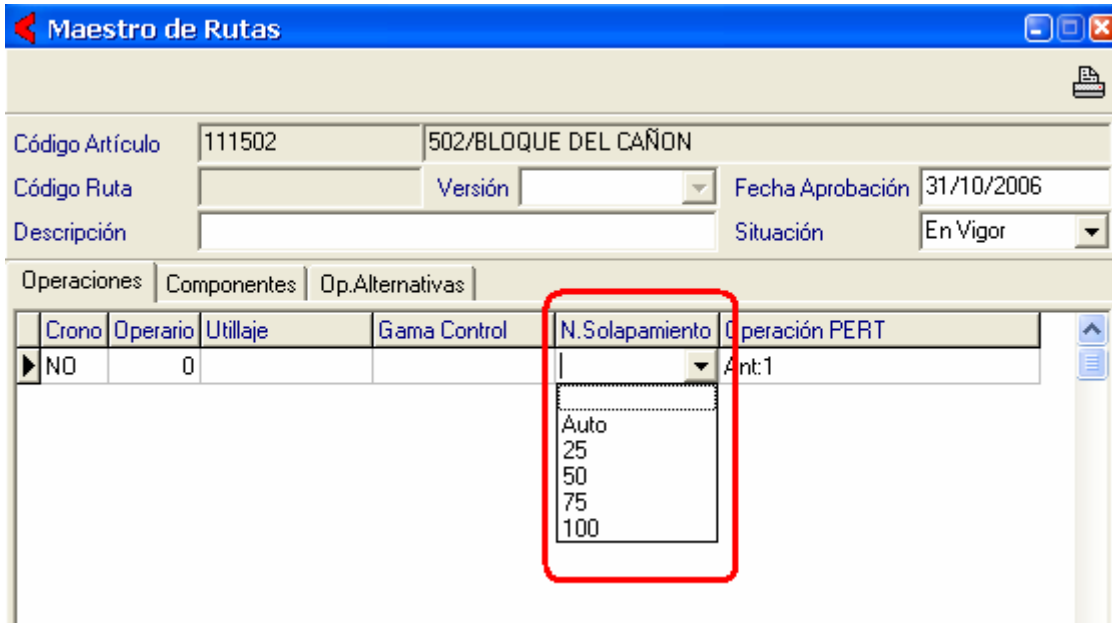 Maestro de Rutas
Código Artículo 111502 502/BLOQUE DEL CAÑON
Código Ruta Versión Fecha Aprobación 31/10/2006
Descripción Situación En Vigor
Operaciones Componentes Op.Alternativas
Crono Operario Utillaje Gama Control N.Solapamiento Operación PERT
NO 0 Ant:1
Auto
25
50
75
100